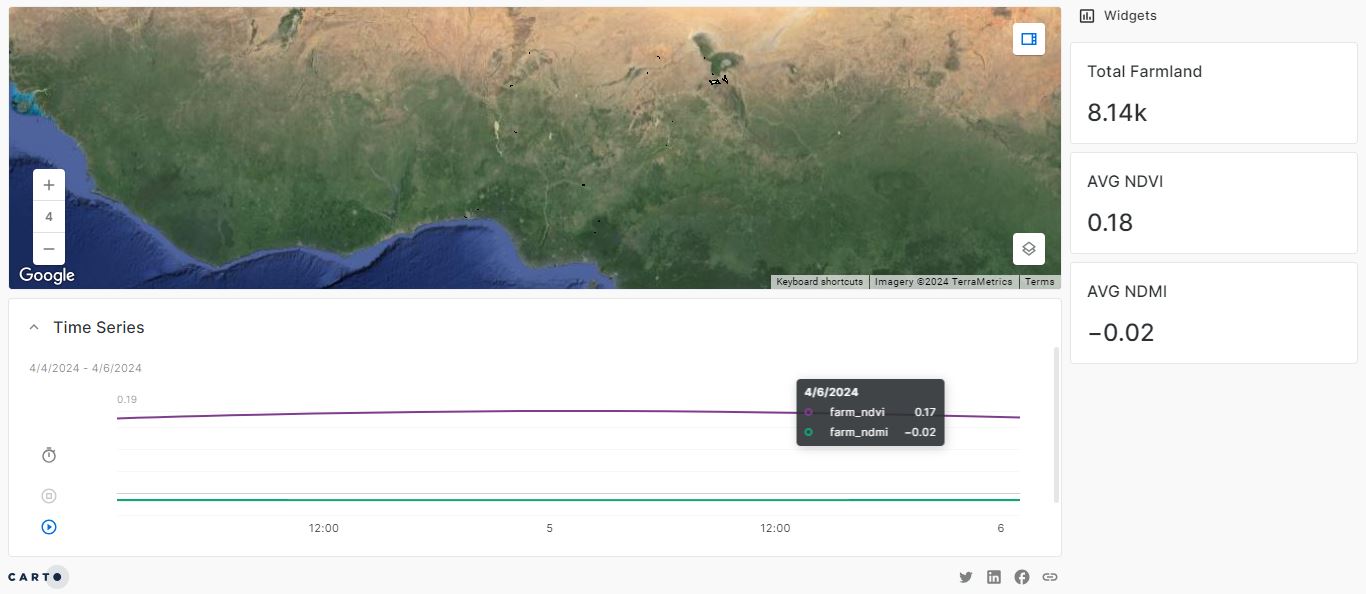 Widgets
Total Farmland
8.14k
AVG NDVI
0.18
AVG NDMI
−0.02
4
Google
Keyboard shortcuts
Imagery ©2024 TerraMetrics
Terms
Time Series
4/4/2024 - 4/6/2024
0.19
4/6/2024
farm_ndvi 0.17
farm_ndmi −0.02
12:00 5 12:00 6
CARTO